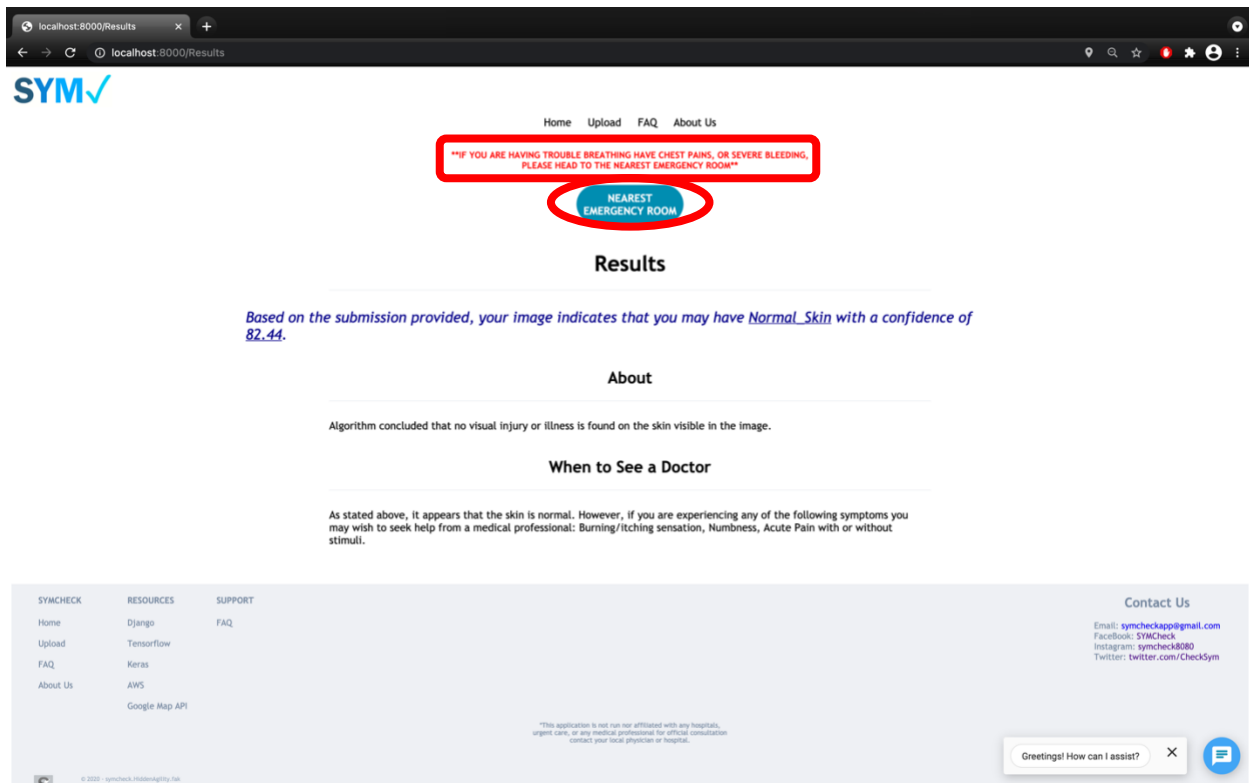 localhost:8000/Results
localhost:8000/Results
SYM
Home Upload FAQ About Us
**IF YOU ARE HAVING TROUBLE BREATHING HAVE CHEST PAINS, OR SEVERE BLEEDING,
PLEASE HEAD TO THE NEAREST EMERGENCY ROOM**
NEAREST
EMERGENCY ROOM
Results
Based on the submission provided, your image indicates that you may have Normal_Skin with a confidence of
82.44.
About
Algorithm concluded that no visual injury or illness is found on the skin visible in the image.
When to See a Doctor
As stated above, it appears that the skin is normal. However, if you are experiencing any of the following symptoms you
may wish to seek help from a medical professional: Burning/itching sensation, Numbness, Acute Pain with or without
stimuli.
SYMCHECK
Home
Upload
FAQ
About Us
RESOURCES
Django
Tensorflow
Keras
AWS
Google Map API
SUPPORT
FAQ
Contact Us
Email: symcheckapp@gmail.com
FaceBook: SYMCheck
Instagram: symcheck8080
Twitter: twitter.com/CheckSym
*This application is not run nor affiliated with any hospitals,
urgent care, or any medical professional for official consultation
contact your local physician or hospital.
Greetings! How can I assist?
© 2020 -